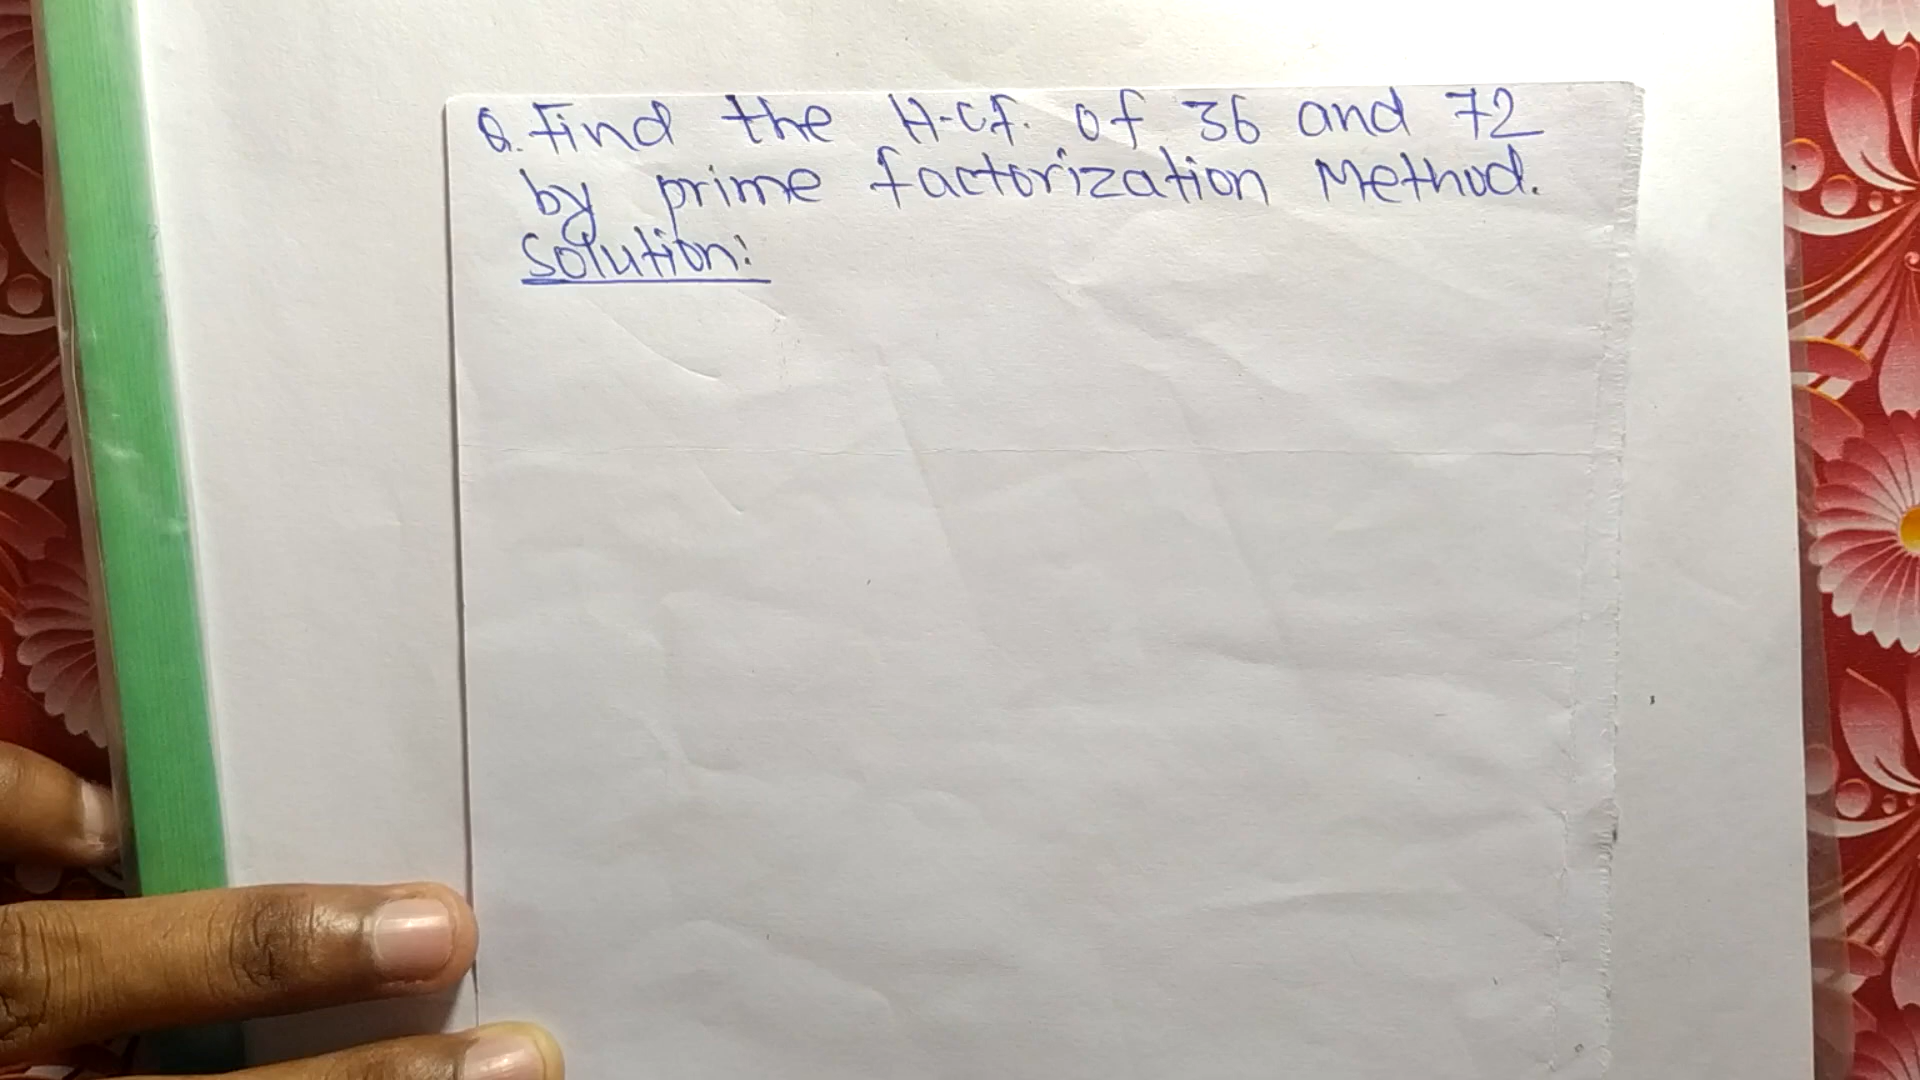 Q. Find the H.C.F. of 36 and 72
by prime factorization Method.
Solution: